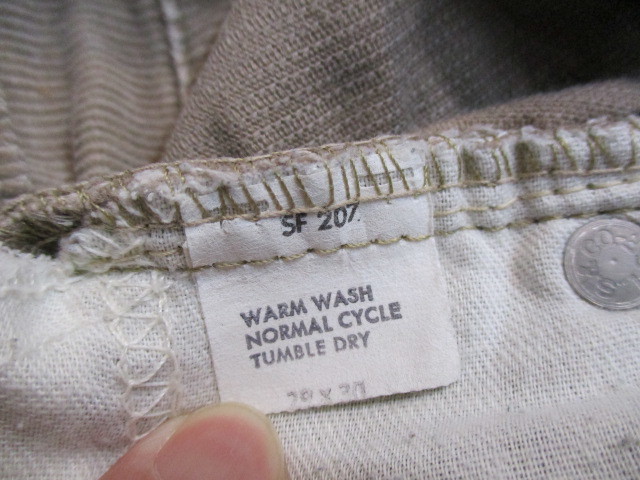 SF 207
WARM WASH
NORMAL CYCLE
TUMBLE DRY